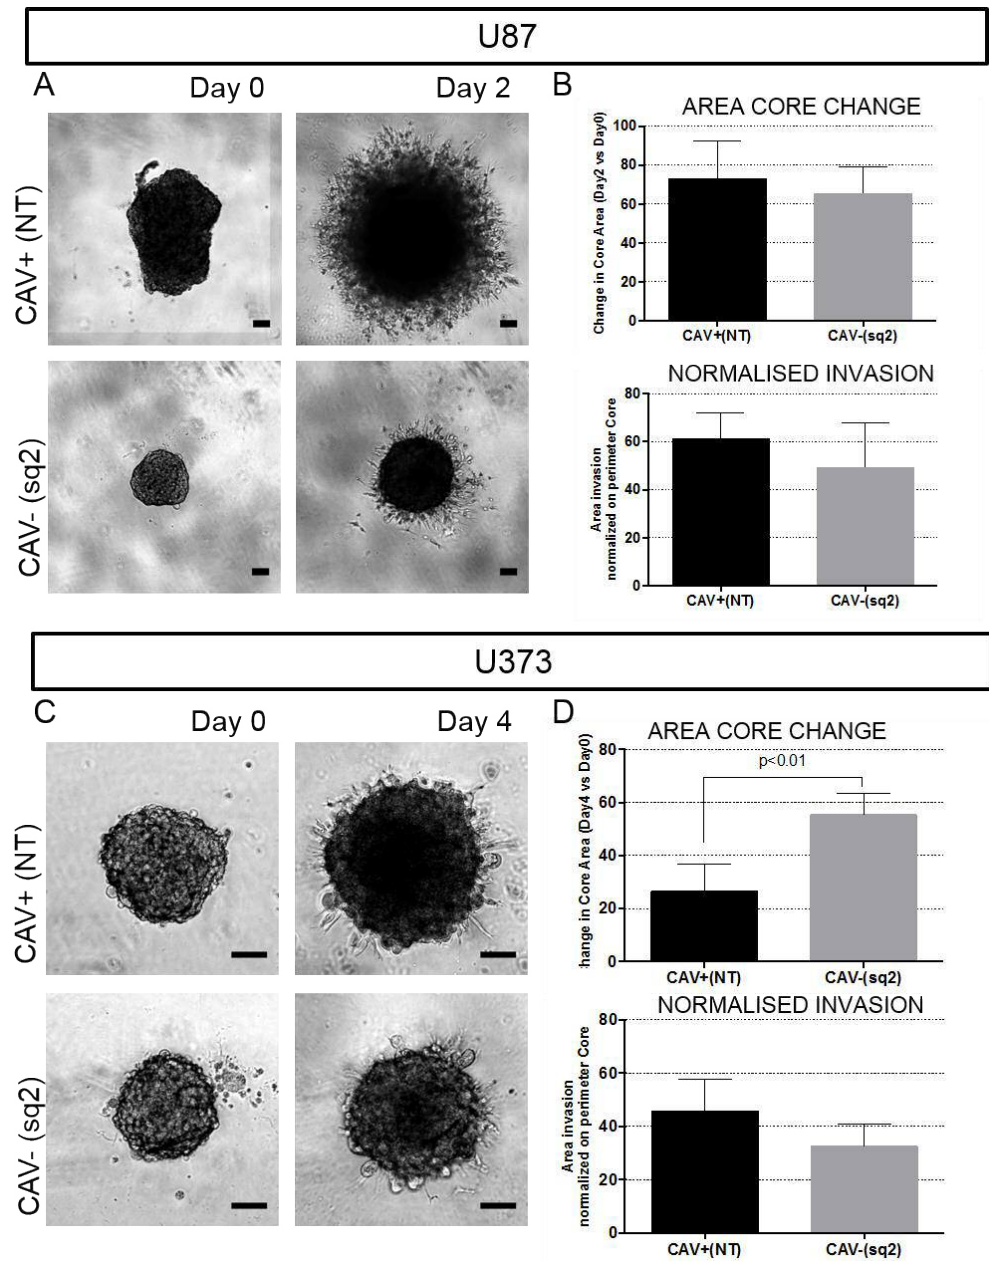 U87
A
Day 0
Day 2
CAV+ (NT)
CAV- (sq2)
B
AREA CORE CHANGE
Change in Core Area (Day2 vs Day0)
100
80
60
40
20
0
CAV+(NT)
CAV-(sq2)
NORMALISED INVASION
Area invasion
normalized on perimeter Core
80
60
40
20
0
CAV+(NT)
CAV-(sq2)
U373
C
Day 0
Day 4
CAV+ (NT)
CAV- (sq2)
D
AREA CORE CHANGE
hange in Core Area (Day4 vs Day0)
80
60
40
20
0
p<0.01
CAV+(NT)
CAV-(sq2)
NORMALISED INVASION
Area invasion
normalized on perimeter Core
80
60
40
20
0
CAV+(NT)
CAV-(sq2)